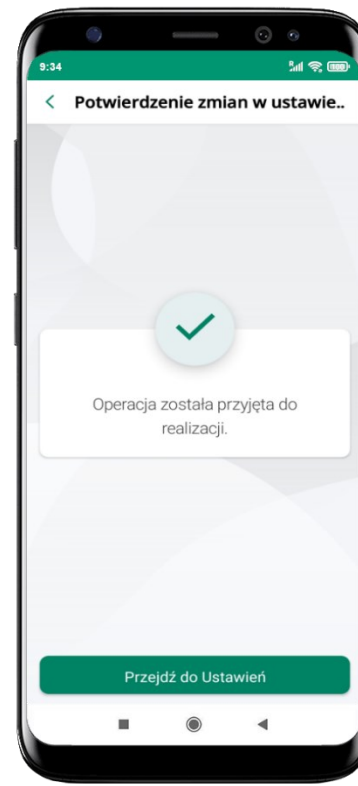 9:34
Potwierdzenie zmian w ustawie..
Operacja została przyjęta do
realizacji.
Przejdź do Ustawień